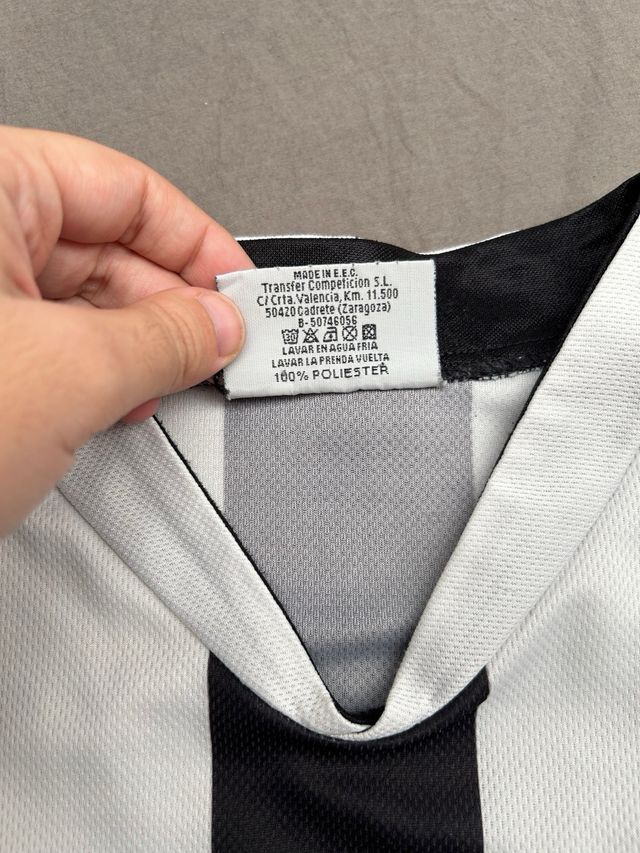 MADE IN E.E.C.
Transfer Competicion S.L.
C/ Crta. Valencia, Km. 11.500
50420 Cadrete (Zaragoza)
B-50746056
30
LAVAR EN AGUA FRIA
LAVAR LA PRENDA VUELTA
100% POLIESTER